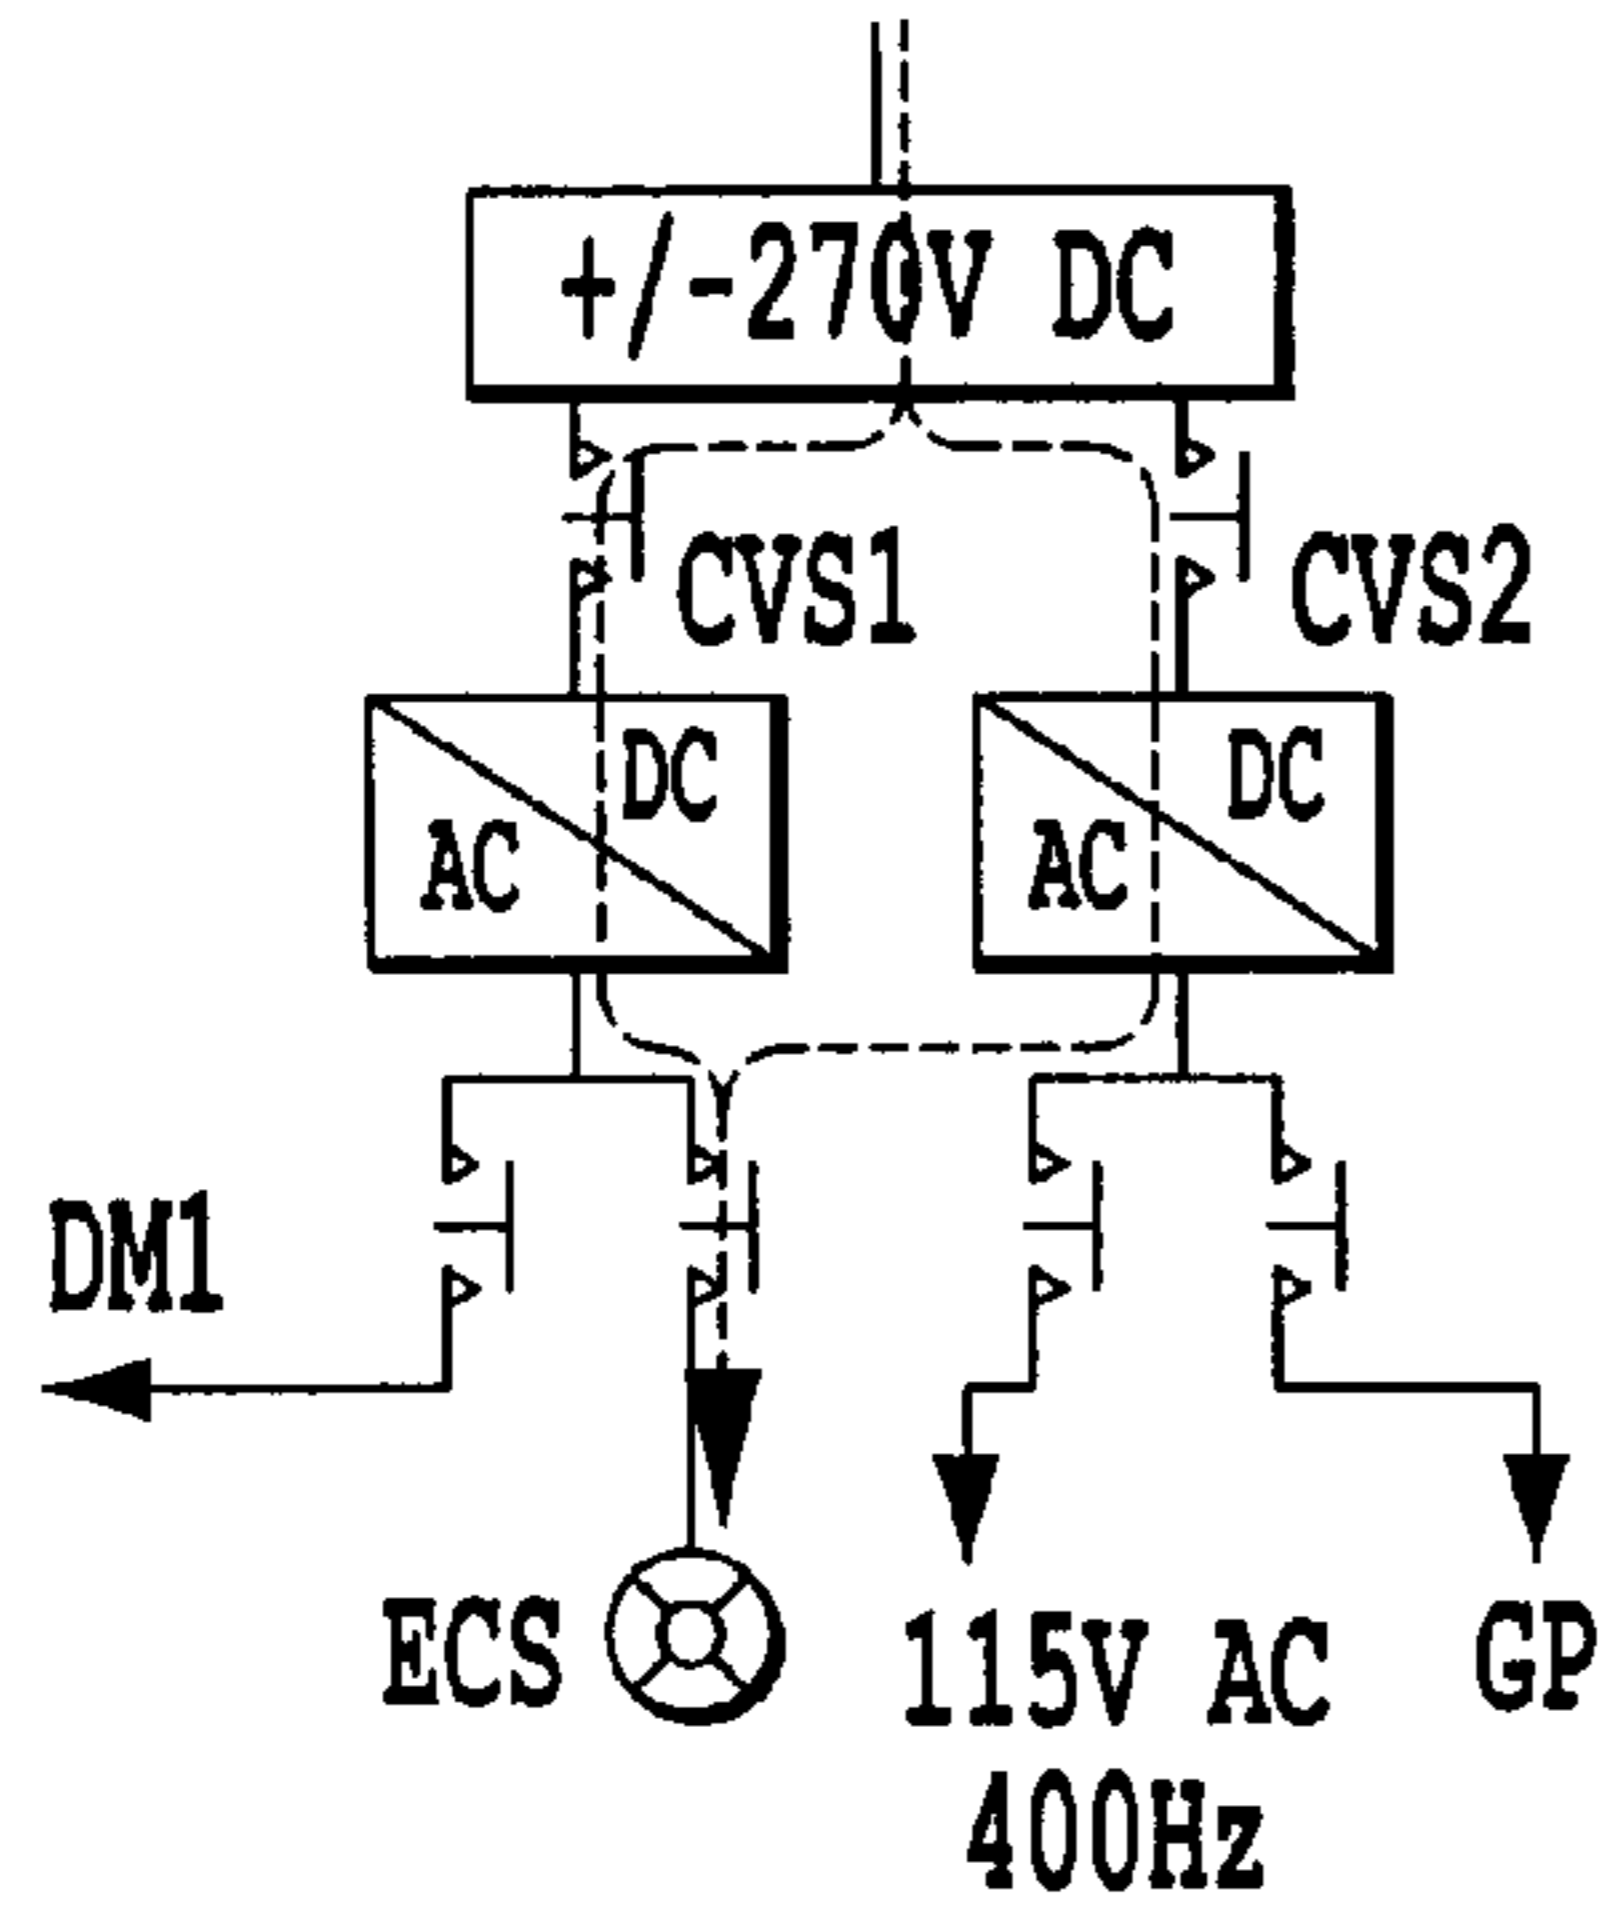 +/-270V DC
CVS1
CVS2
DC
AC
DC
AC
DM1
ECS
115V AC
400Hz
GP